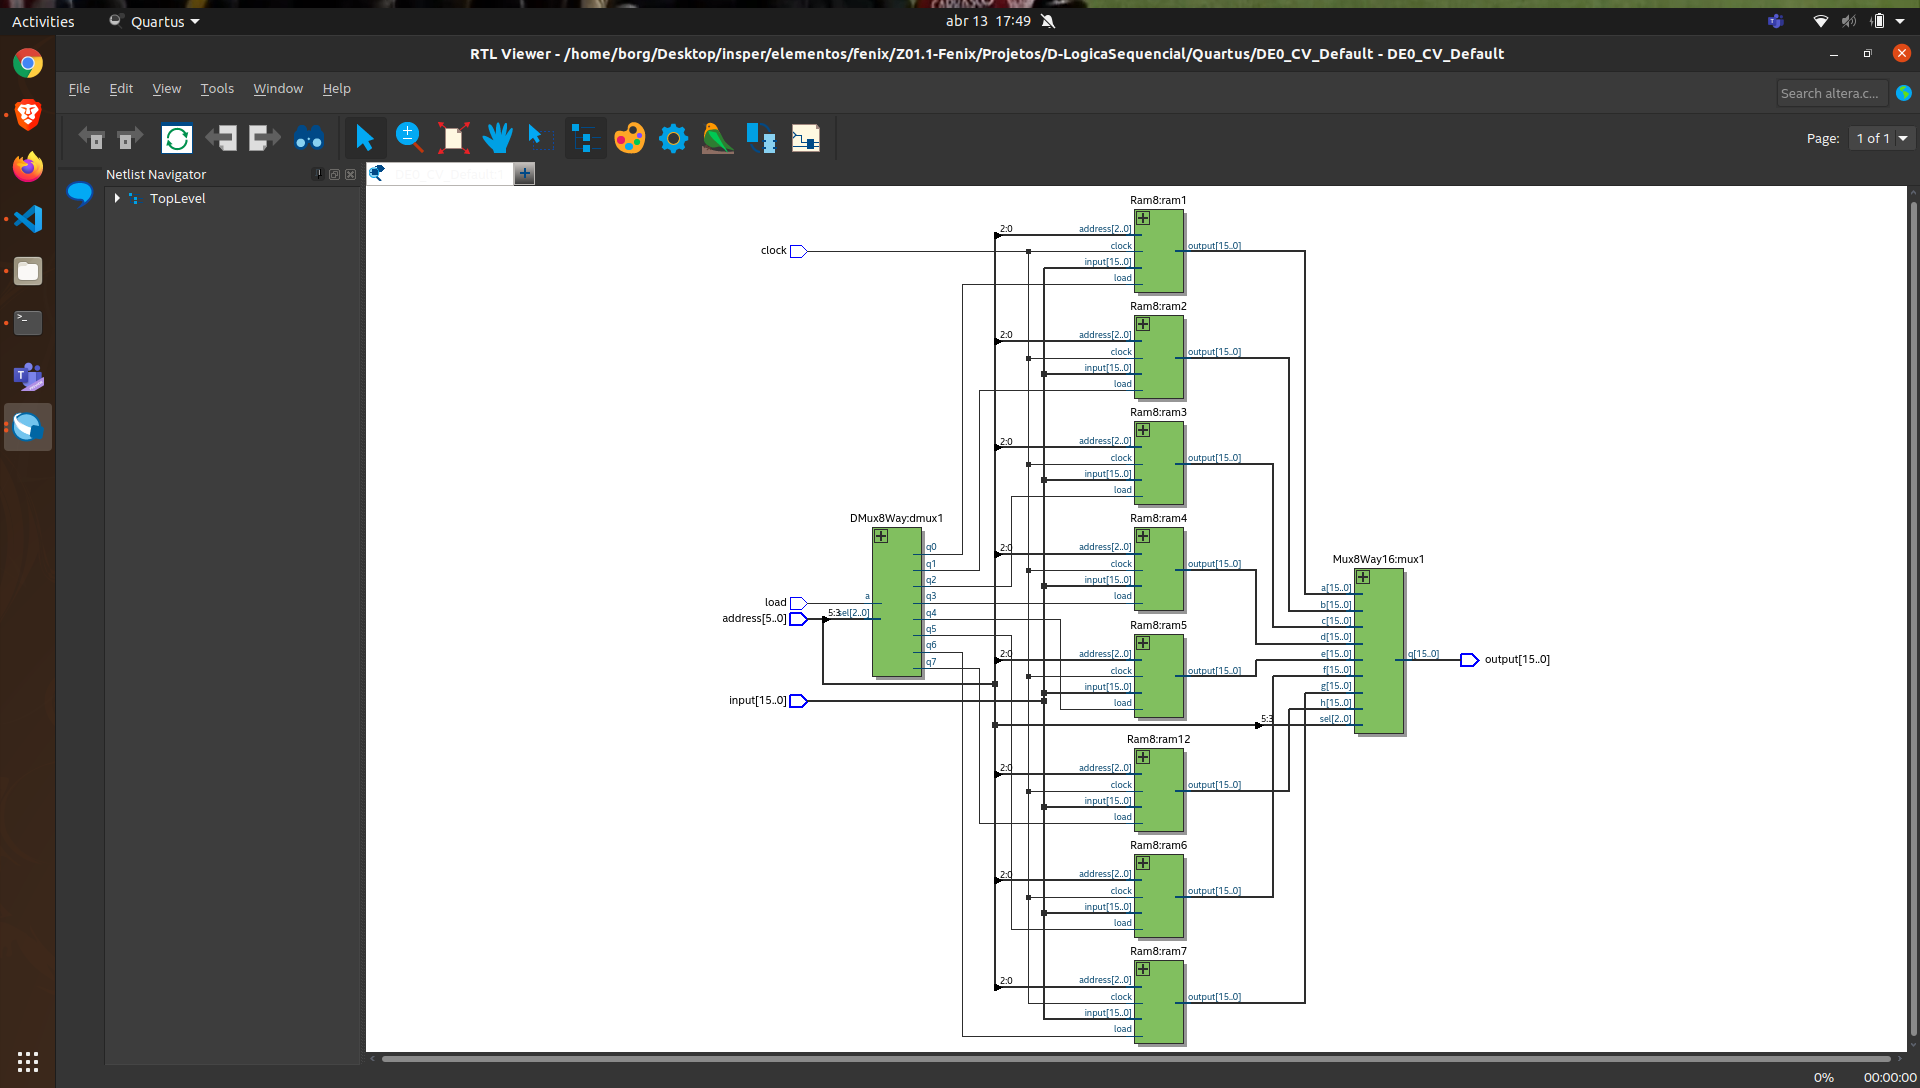 Activities
Quartus
abr 13 17:49
RTL Viewer - /home/borg/Desktop/insper/elementos/fenix/Z01.1-Fenix/Projetos/D-LogicaSequencial/Quartus/DE0_CV_Default - DE0_CV_Default
File Edit View Tools Window Help
Search altera.c...
Page: 1 of 1
Netlist Navigator
TopLevel
Ram8:ram1
2:0
address[2..0]
clock
clock
output[15..0]
input[15..0]
load
Ram8:ram2
2:0
address[2..0]
clock
output[15..0]
input[15..0]
load
Ram8:ram3
2:0
address[2..0]
clock
output[15..0]
input[15..0]
load
DMux8Way:dmux1
Ram8:ram4
q0
2:0
address[2..0]
q1
clock
output[15..0]
q2
input[15..0]
load
a
q3
load
address[5..0]
5:3
sel[2..0]
q4
q5
q6
q7
Mux8Way16:mux1
a[15..0]
b[15..0]
c[15..0]
d[15..0]
e[15..0]
f[15..0]
g[15..0]
h[15..0]
5:3
sel[2..0]
q[15..0]
output[15..0]
Ram8:ram5
2:0
address[2..0]
clock
output[15..0]
input[15..0]
load
input[15..0]
Ram8:ram12
2:0
address[2..0]
clock
output[15..0]
input[15..0]
load
Ram8:ram6
2:0
address[2..0]
clock
output[15..0]
input[15..0]
load
Ram8:ram7
2:0
address[2..0]
clock
output[15..0]
input[15..0]
load
0% 00:00:00